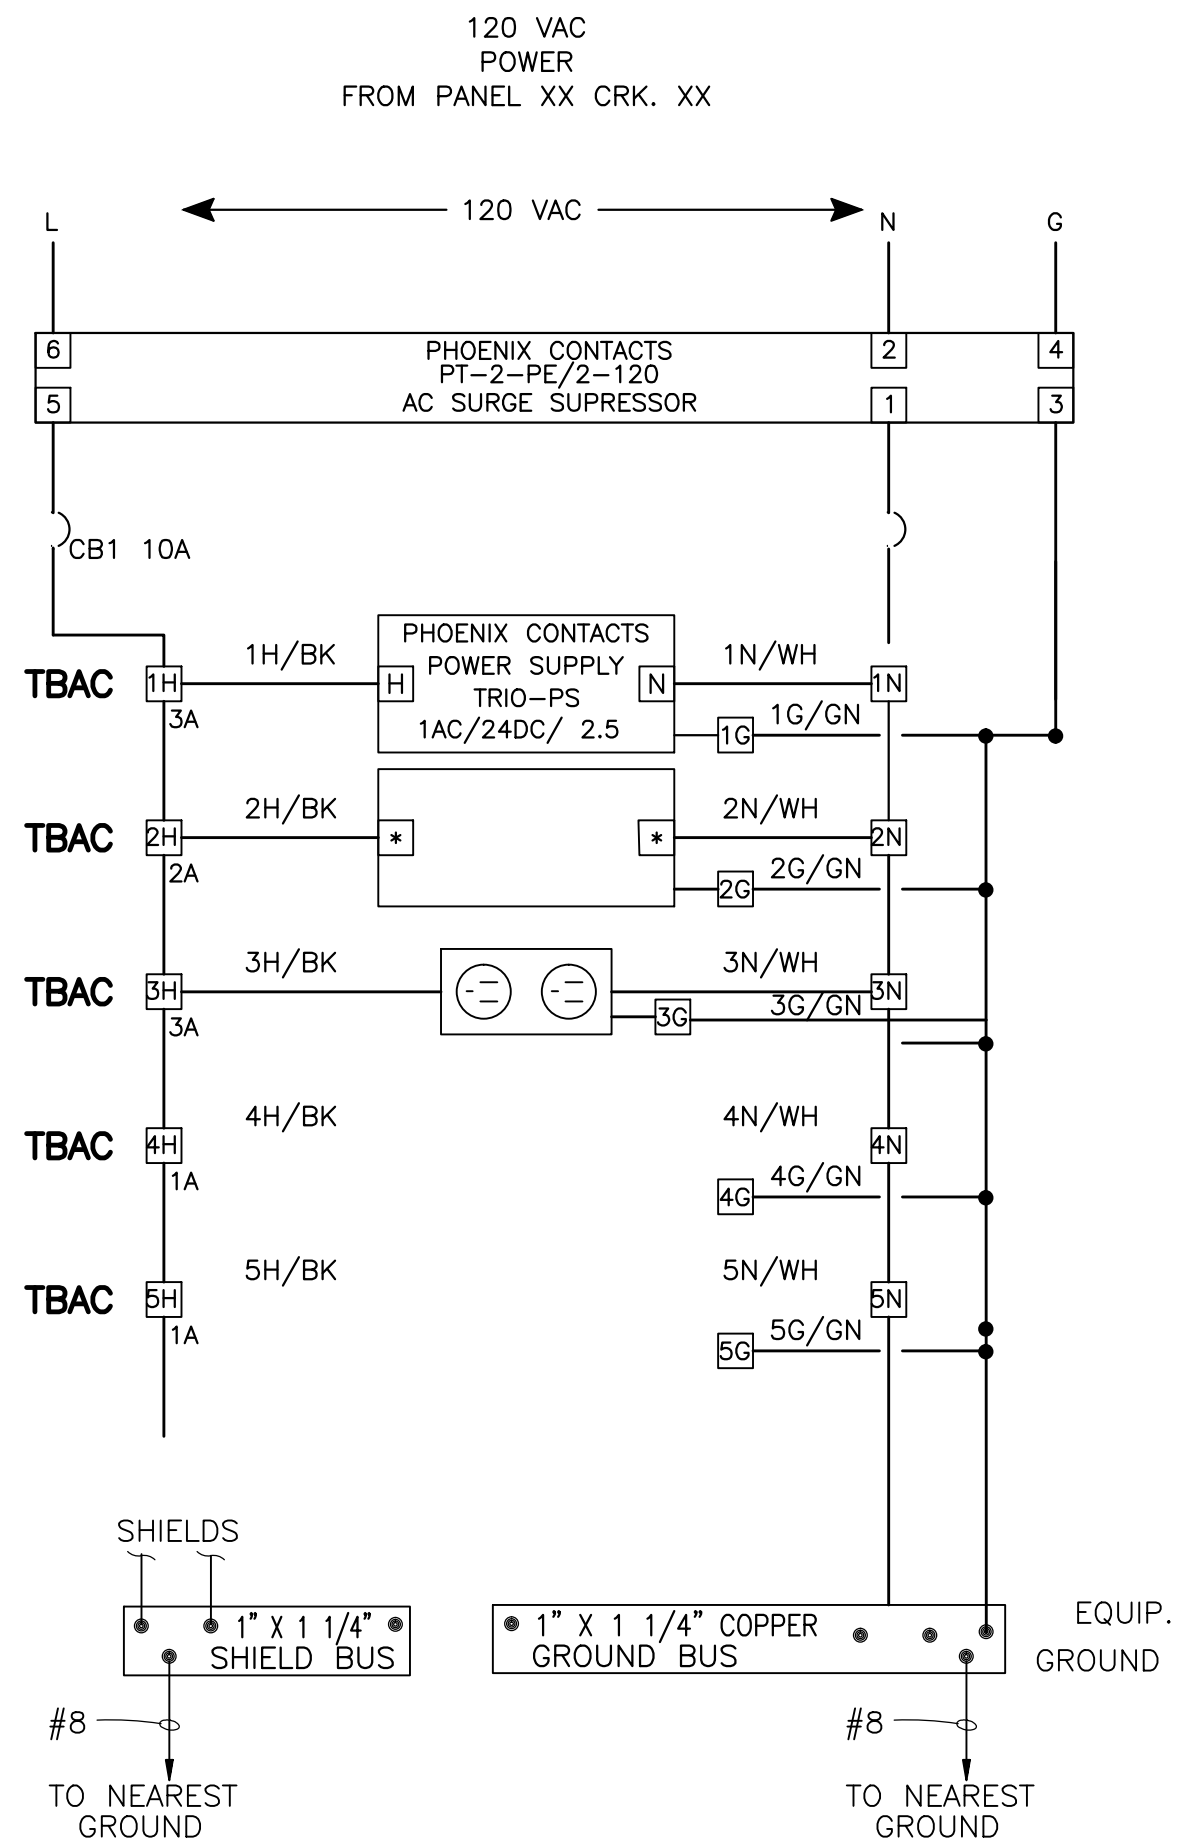 120 VAC
POWER
FROM PANEL XX CRK. XX
120 VAC
L
N
G
6
PHOENIX CONTACTS
2
4
PT-2-PE/2-120
5
AC SURGE SUPRESSOR
1
3
CB1 10A
PHOENIX CONTACTS
1H/BK
1N/WH
POWER SUPPLY
TBAC
1H
H
N
1N
TRIO-PS
3A
1G/GN
1AC/24DC/ 2.5
1G
2H/BK
2N/WH
TBAC
2H
*
*
2N
2A
2G/GN
2G
3H/BK
3N/WH
TBAC
3H
3N
3G/GN
3A
3G
4H/BK
4N/WH
TBAC
4H
4N
1A
4G/GN
4G
5H/BK
5N/WH
TBAC
5H
5N
1A
5G/GN
5G
SHIELDS
1" X 1 1/4"
SHIELD BUS
1" X 1 1/4" COPPER
GROUND BUS
EQUIP.
GROUND
#8
#8
TO NEAREST
GROUND
TO NEAREST
GROUND